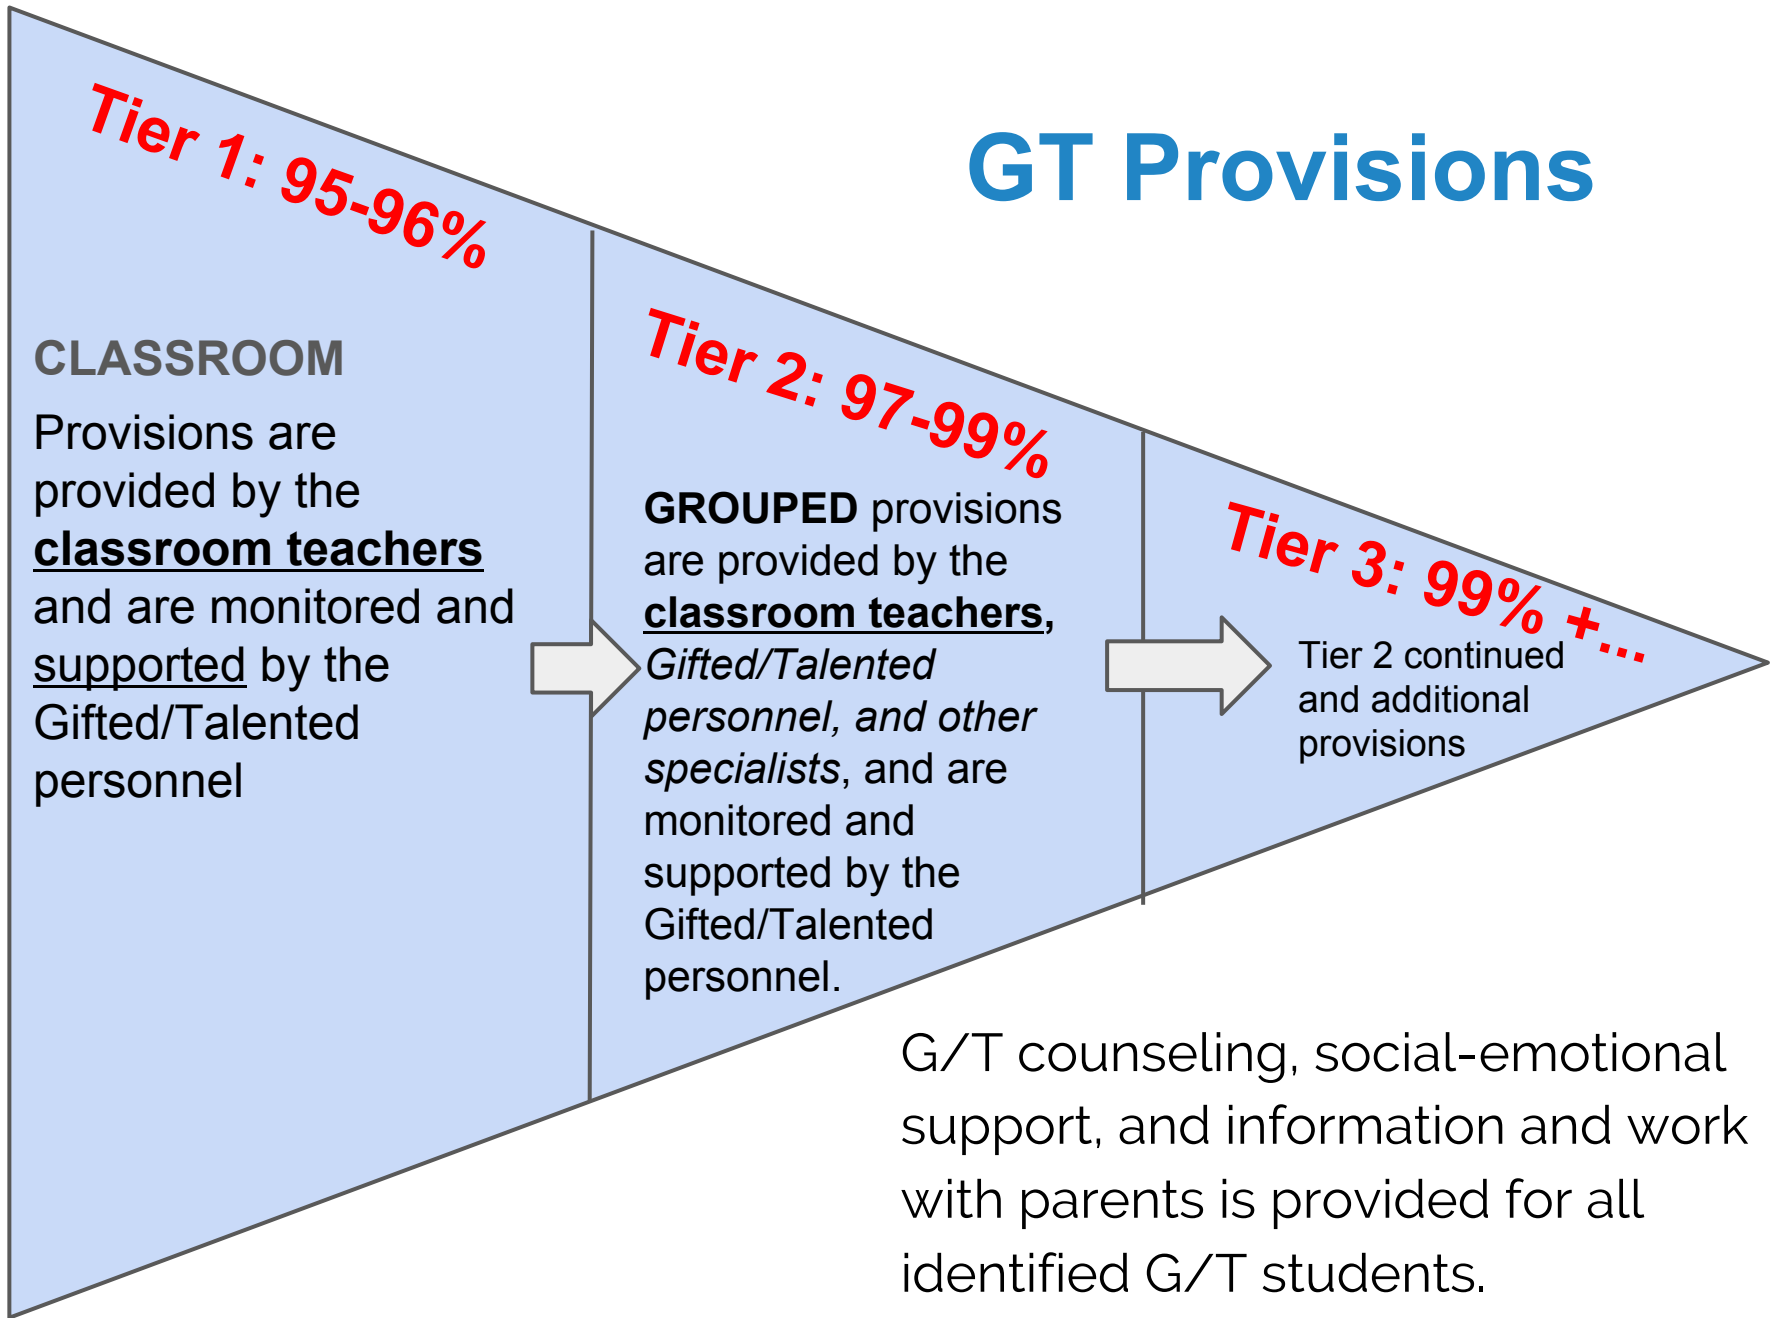 GT Provisions
Tier 1: 95-96%
CLASSROOM
Provisions are
provided by the
classroom teachers
and are monitored and
supported by the
Gifted/Talented
personnel
Tier 2: 97-99%
GROUPED provisions
are provided by the
classroom teachers,
Gifted/Talented
personnel, and other
specialists, and are
monitored and
supported by the
Gifted/Talented
personnel.
Tier 3: 99% +...
Tier 2 continued
and additional
provisions
G/T counseling, social-emotional
support, and information and work
with parents is provided for all
identified G/T students.